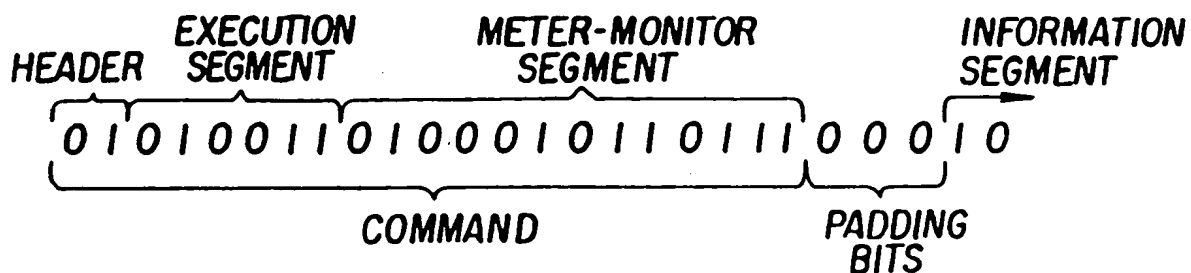 HEADER
EXECUTION
SEGMENT
METER-MONITOR
SEGMENT
INFORMATION
SEGMENT
0 1 0 1 0 0 1 1 0 1 0 0 0 1 0 1 1 0 1 1 1 0 0 0 1 0
COMMAND
PADDING
BITS